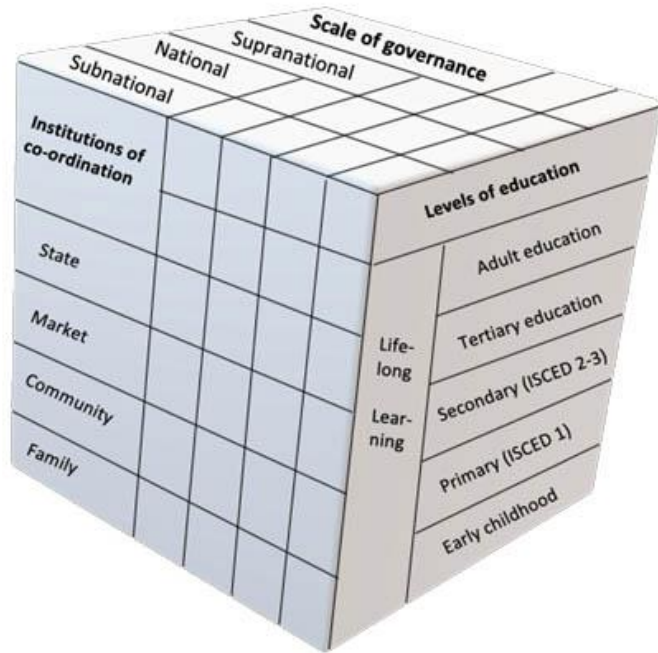 Scale of governance
Supranational
National
Subnational
Institutions of
co-ordination
State
Market
Community
Family
Levels of education
Life-
long
Lear-
ning
Adult education
Tertiary education
Secondary (ISCED 2-3)
Primary (ISCED 1)
Early childhood